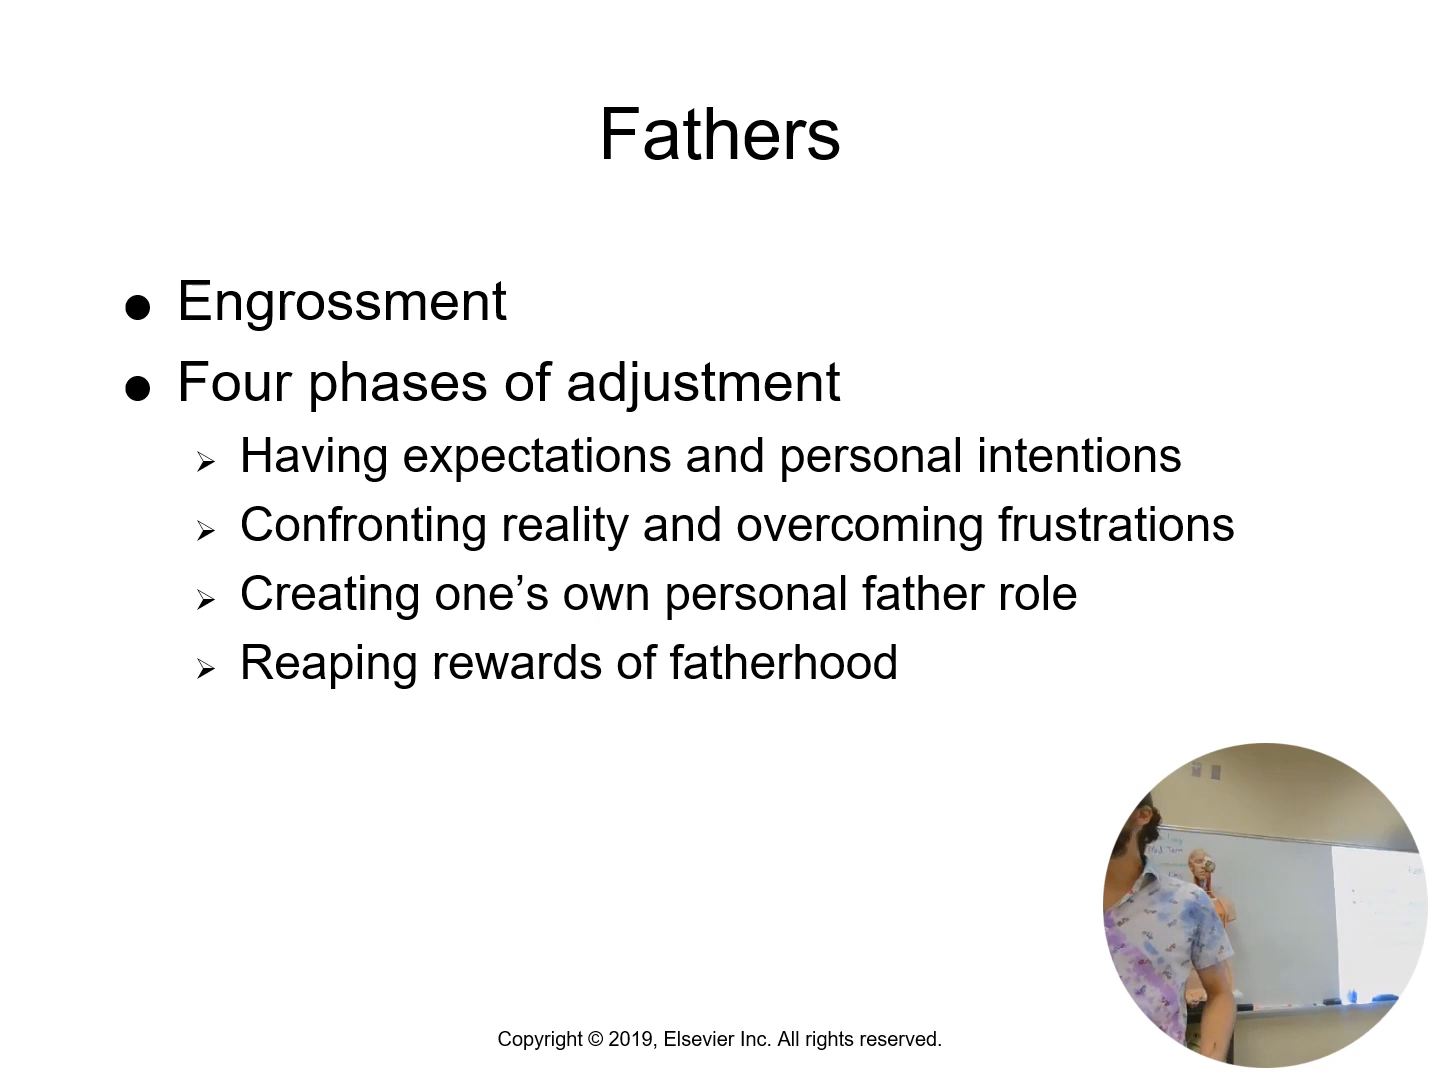 Fathers
Engrossment
Four phases of adjustment
Having expectations and personal intentions
Confronting reality and overcoming frustrations
Creating one’s own personal father role
Reaping rewards of fatherhood
Copyright © 2019, Elsevier Inc. All rights reserved.